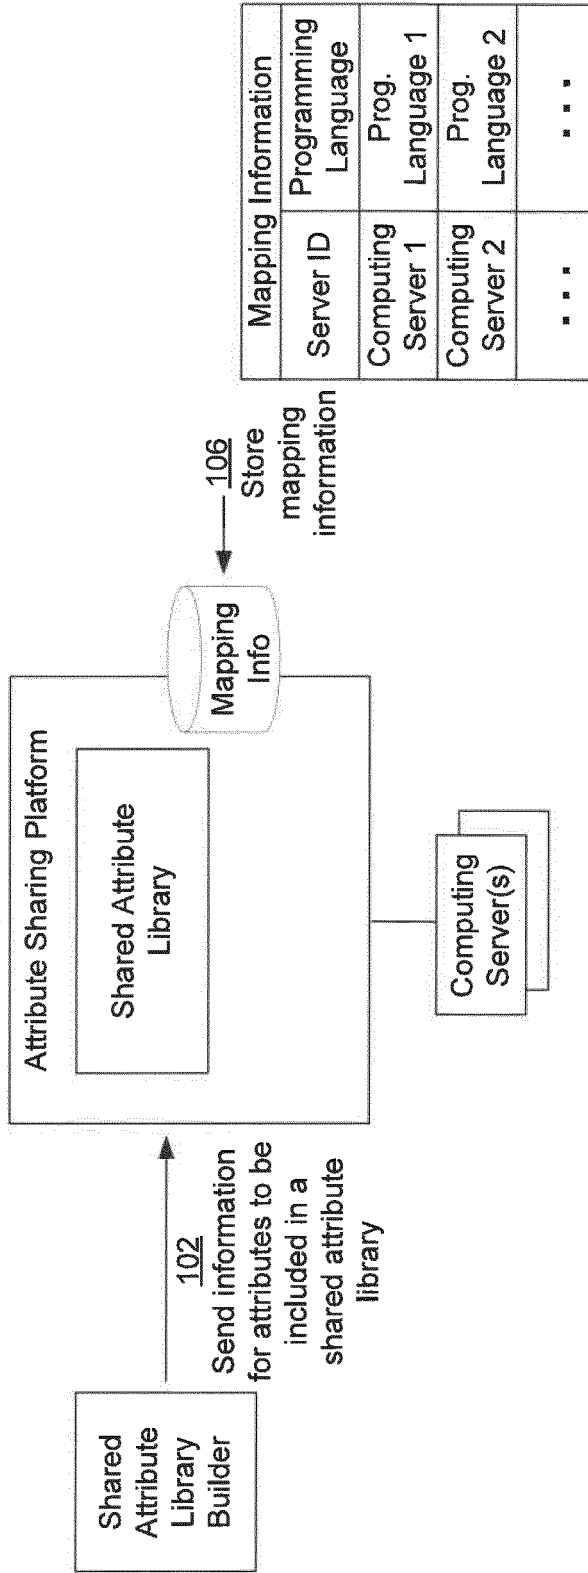 Shared
Attribute
Library
Builder
102
Send information
for attributes to be
included in a
shared attribute
library
Attribute Sharing Platform
Shared Attribute
Library
Mapping
Info
Computing
Server(s)
106
Store
mapping
information
Mapping Information
Server ID
Programming
Language
Computing
Server 1
Prog.
Language 1
Computing
Server 2
Prog.
Language 2
...
...